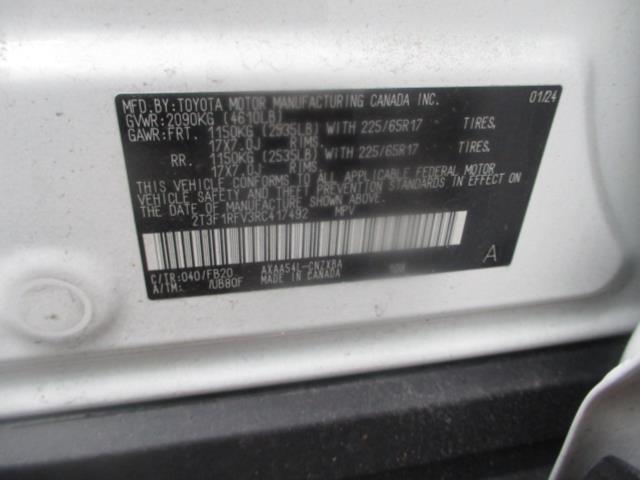 MFD.BY: TOYOTA MOTOR MANUFACTURING CANADA INC. 01/24
GVWR: 2090KG (4610LB)
GAWR: FRT. 1150KG (2535LB) WITH 225/65R17 TIRES,
17X7.0J RIMS,
RR. 1150KG (2535LB) WITH 225/65R17 TIRES,
17X7.0J RIMS.
THIS VEHICLE CONFORMS TO ALL APPLICABLE FEDERAL MOTOR
VEHICLE SAFETY AND THEFT PREVENTION STANDARDS IN EFFECT ON
THE DATE OF MANUFACTURE SHOWN ABOVE.
2T3F1RFV3RC417492 MPV
C/TR: 040/FB20 AXAA54L-CNZXBA A
A/TM: /UB80F MADE IN CANADA